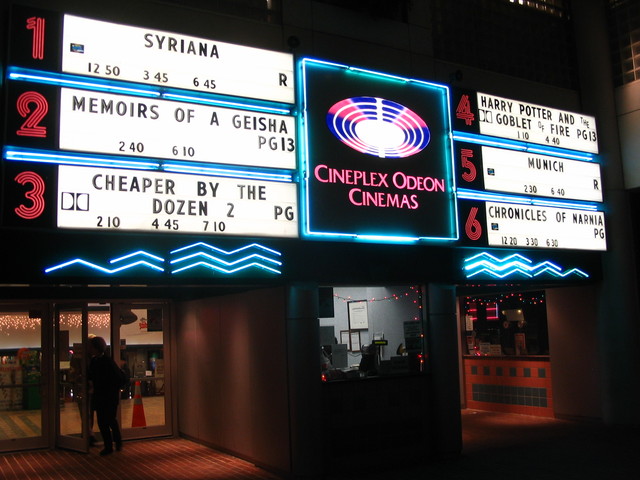 1
SYRIANA
12 50 3 45 6 45 R
2
MEMOIRS OF A GEISHA
2 40 6 10 PG13
3
CHEAPER BY THE
DOZEN 2 PG
2 10 4 45 7 10
CINEPLEX ODEON
CINEMAS
4
HARRY POTTER AND THE
GOBLET OF FIRE PG13
1 10 4 40
5
MUNICH
2 30 6 40 R
6
CHRONICLES OF NARNIA
PG
12 20 3 30 6 30